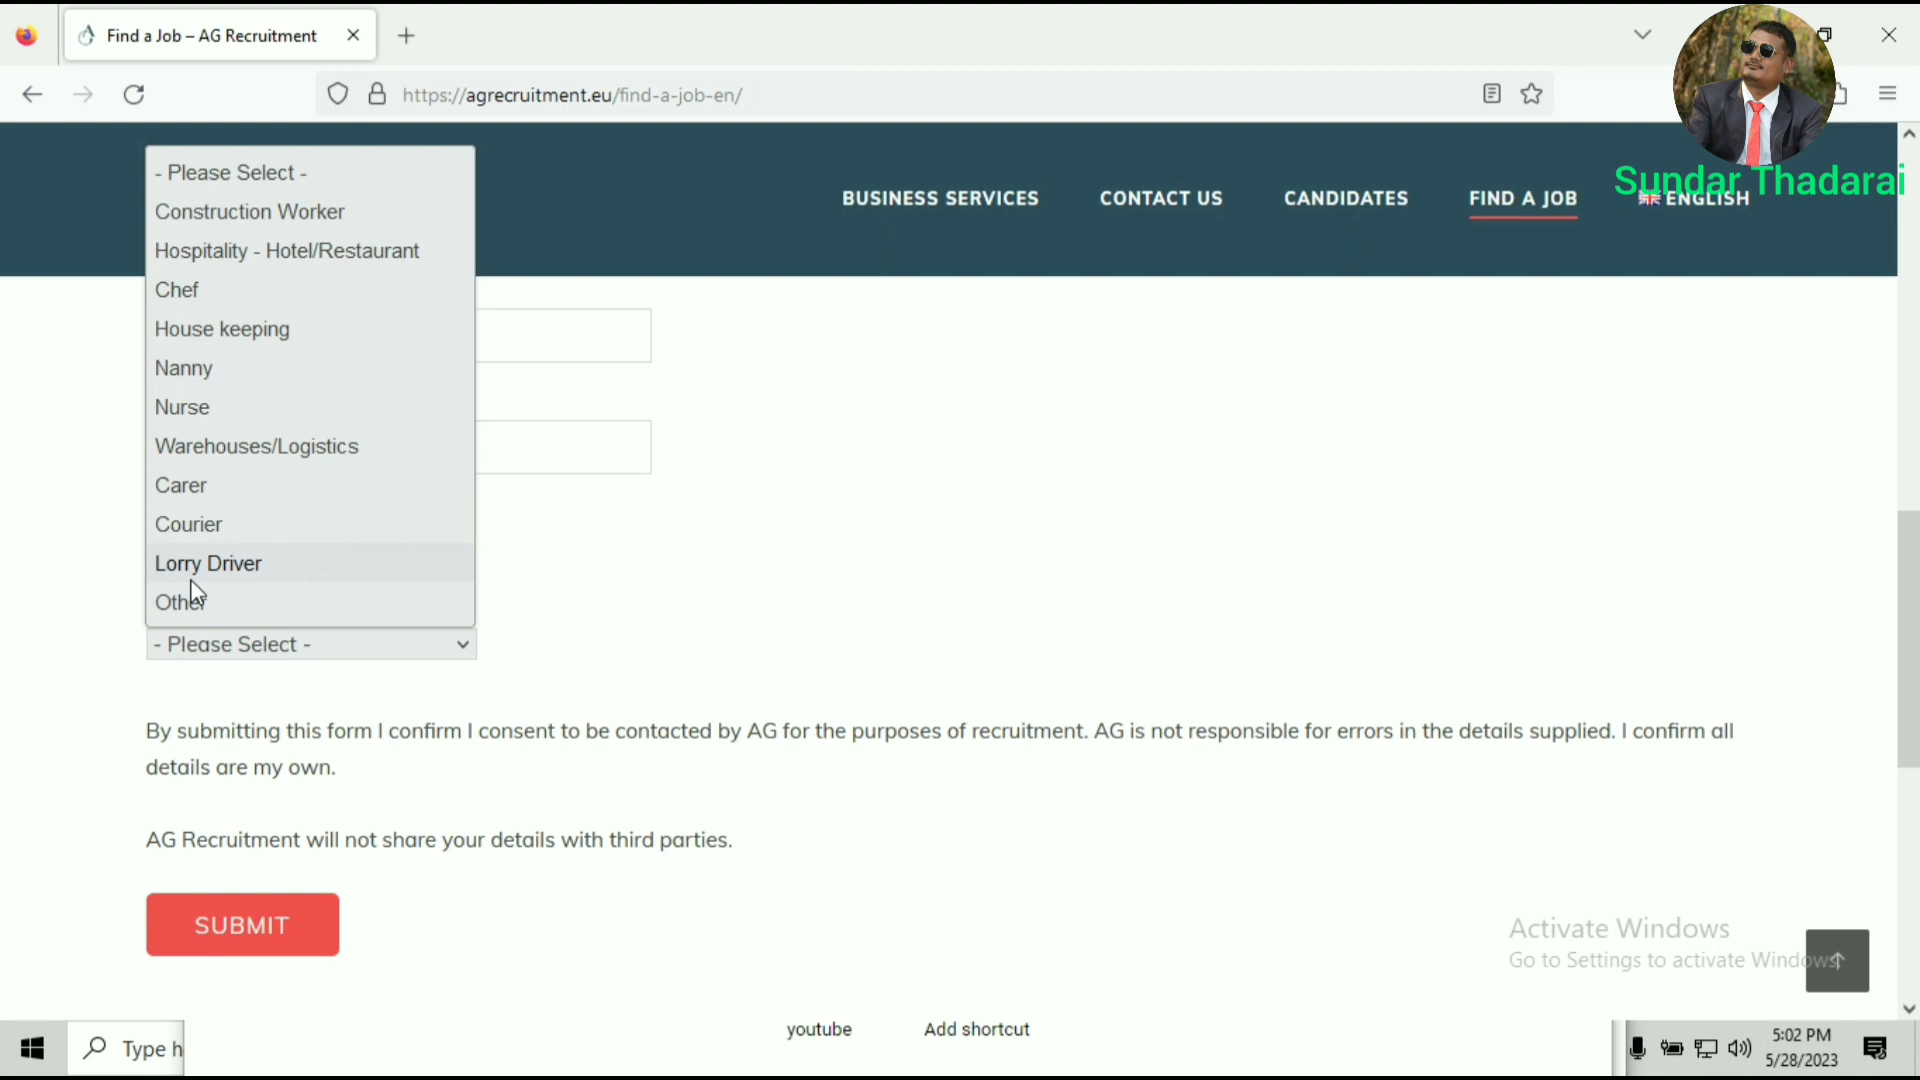 Find a Job – AG Recruitment
https://agrecruitment.eu/find-a-job-en/
Sundar Thadarai
BUSINESS SERVICES
CONTACT US
CANDIDATES
FIND A JOB
ENGLISH
- Please Select -
Construction Worker
Hospitality - Hotel/Restaurant
Chef
House keeping
Nanny
Nurse
Warehouses/Logistics
Carer
Courier
Lorry Driver
Other
- Please Select -
By submitting this form I confirm I consent to be contacted by AG for the purposes of recruitment. AG is not responsible for errors in the details supplied. I confirm all
details are my own.
AG Recruitment will not share your details with third parties.
SUBMIT
Activate Windows
Go to Settings to activate Windows.
youtube
Add shortcut
Type h
5:02 PM
5/28/2023